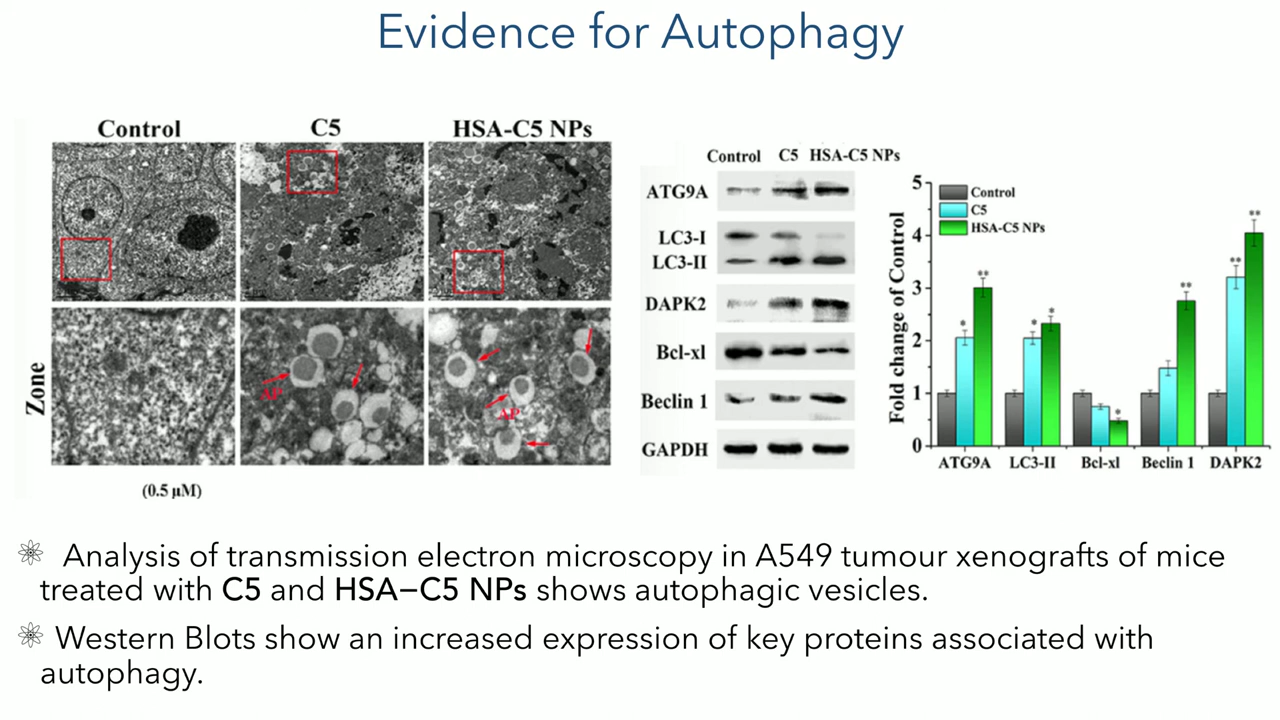 Evidence for Autophagy
Control C5 HSA-C5 NPs
Zone
AP
AP
(0.5 µM)
Control C5 HSA-C5 NPs
ATG9A
LC3-I
LC3-II
DAPK2
Bcl-xl
Beclin 1
GAPDH
Fold change of Control
5
4
3
2
1
0
Control
C5
HSA-C5 NPs
* ** * * * ** ** **
ATG9A LC3-II Bcl-xl Beclin 1 DAPK2
Analysis of transmission electron microscopy in A549 tumour xenografts of mice
treated with C5 and HSA–C5 NPs shows autophagic vesicles.
Western Blots show an increased expression of key proteins associated with
autophagy.